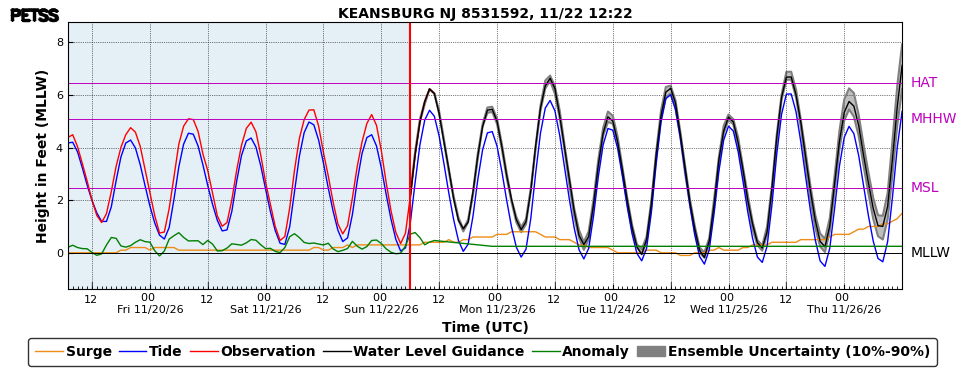 PETSS
KEANSBURG NJ 8531592, 11/22 12:22
Height in Feet (MLLW)
8
6
4
2
0
HAT
MHHW
MSL
MLLW
12 00 12 00 12 00 12 00 12 00 12 00 12 00
Fri 11/20/26 Sat 11/21/26 Sun 11/22/26 Mon 11/23/26 Tue 11/24/26 Wed 11/25/26 Thu 11/26/26
Time (UTC)
Surge Tide Observation Water Level Guidance Anomaly Ensemble Uncertainty (10%-90%)